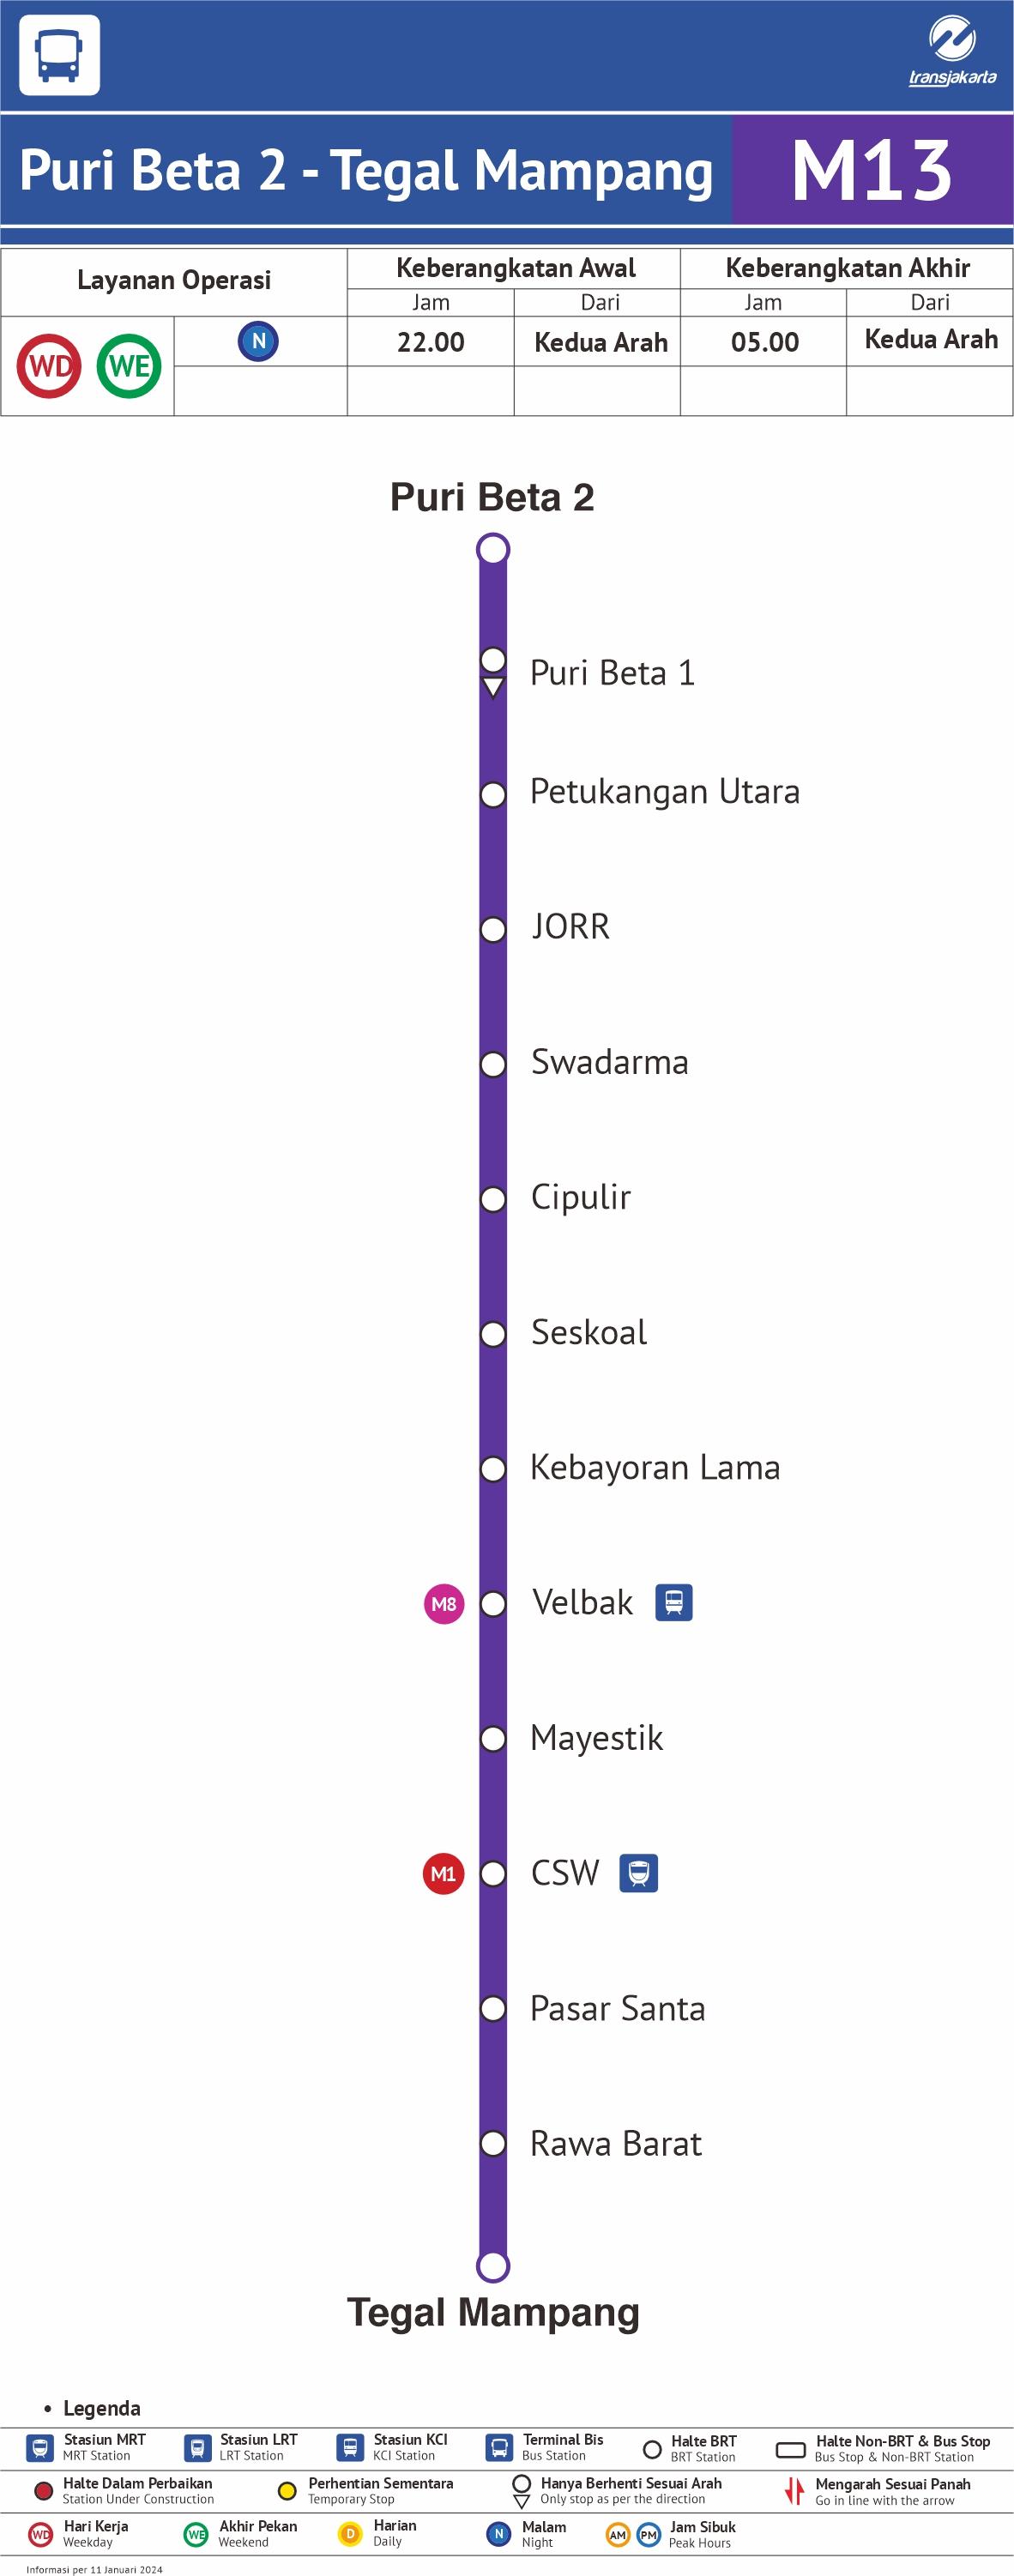 transjakarta
Puri Beta 2 - Tegal Mampang
M13
Layanan Operasi
Keberangkatan Awal
Keberangkatan Akhir
Jam
Dari
Jam
Dari
WD
WE
N
22.00
Kedua Arah
05.00
Kedua Arah
Puri Beta 2
Puri Beta 1
Petukangan Utara
JORR
Swadarma
Cipulir
Seskoal
Kebayoran Lama
M8
Velbak
Mayestik
M1
CSW
Pasar Santa
Rawa Barat
Tegal Mampang
• Legenda
Stasiun MRT
MRT Station
Stasiun LRT
LRT Station
Stasiun KCI
KCI Station
Terminal Bis
Bus Station
Halte BRT
BRT Station
Halte Non-BRT & Bus Stop
Bus Stop & Non-BRT Station
Halte Dalam Perbaikan
Station Under Construction
Perhentian Sementara
Temporary Stop
Hanya Berhenti Sesuai Arah
Only stop as per the direction
Mengarah Sesuai Panah
Go in line with the arrow
WD
Hari Kerja
Weekday
WE
Akhir Pekan
Weekend
D
Harian
Daily
N
Malam
Night
AM
PM
Jam Sibuk
Peak Hours
Informasi per 11 Januari 2024